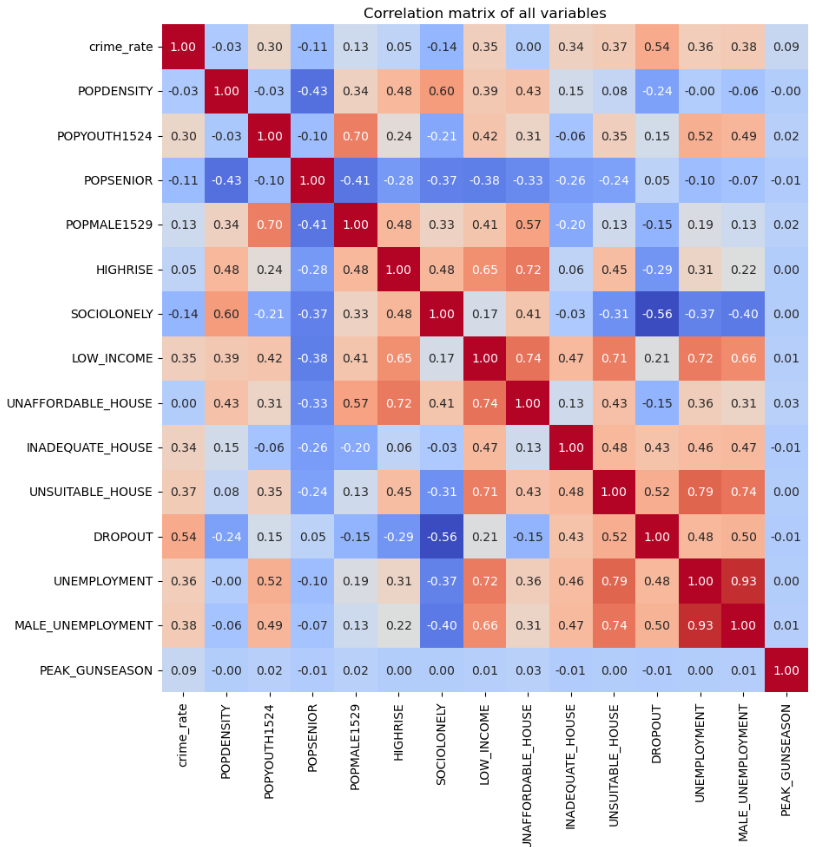 Correlation matrix of all variables
crime_rate 1.00 -0.03 0.30 -0.11 0.13 0.05 -0.14 0.35 0.00 0.34 0.37 0.54 0.36 0.38 0.09
POPDENSITY -0.03 1.00 -0.03 -0.43 0.34 0.48 0.60 0.39 0.43 0.15 0.08 -0.24 -0.00 -0.06 -0.00
POPYOUTH1524 0.30 -0.03 1.00 -0.10 0.70 0.24 -0.21 0.42 0.31 -0.06 0.35 0.15 0.52 0.49 0.02
POPSENIOR -0.11 -0.43 -0.10 1.00 -0.41 -0.28 -0.37 -0.38 -0.33 -0.26 -0.24 0.05 -0.10 -0.07 -0.01
POPMALE1529 0.13 0.34 0.70 -0.41 1.00 0.48 0.33 0.41 0.57 -0.20 0.13 -0.15 0.19 0.13 0.02
HIGHRISE 0.05 0.48 0.24 -0.28 0.48 1.00 0.48 0.65 0.72 0.06 0.45 -0.29 0.31 0.22 0.00
SOCIOLONELY -0.14 0.60 -0.21 -0.37 0.33 0.48 1.00 0.17 0.41 -0.03 -0.31 -0.56 -0.37 -0.40 0.00
LOW_INCOME 0.35 0.39 0.42 -0.38 0.41 0.65 0.17 1.00 0.74 0.47 0.71 0.21 0.72 0.66 0.01
UNAFFORDABLE_HOUSE 0.00 0.43 0.31 -0.33 0.57 0.72 0.41 0.74 1.00 0.13 0.43 -0.15 0.36 0.31 0.03
INADEQUATE_HOUSE 0.34 0.15 -0.06 -0.26 -0.20 0.06 -0.03 0.47 0.13 1.00 0.48 0.43 0.46 0.47 -0.01
UNSUITABLE_HOUSE 0.37 0.08 0.35 -0.24 0.13 0.45 -0.31 0.71 0.43 0.48 1.00 0.52 0.79 0.74 0.00
DROPOUT 0.54 -0.24 0.15 0.05 -0.15 -0.29 -0.56 0.21 -0.15 0.43 0.52 1.00 0.48 0.50 -0.01
UNEMPLOYMENT 0.36 -0.00 0.52 -0.10 0.19 0.31 -0.37 0.72 0.36 0.46 0.79 0.48 1.00 0.93 0.00
MALE_UNEMPLOYMENT 0.38 -0.06 0.49 -0.07 0.13 0.22 -0.40 0.66 0.31 0.47 0.74 0.50 0.93 1.00 0.01
PEAK_GUNSEASON 0.09 -0.00 0.02 -0.01 0.02 0.00 0.00 0.01 0.03 -0.01 0.00 -0.01 0.00 0.01 1.00
crime_rate
POPDENSITY
POPYOUTH1524
POPSENIOR
POPMALE1529
HIGHRISE
SOCIOLONELY
LOW_INCOME
UNAFFORDABLE_HOUSE
INADEQUATE_HOUSE
UNSUITABLE_HOUSE
DROPOUT
UNEMPLOYMENT
MALE_UNEMPLOYMENT
PEAK_GUNSEASON